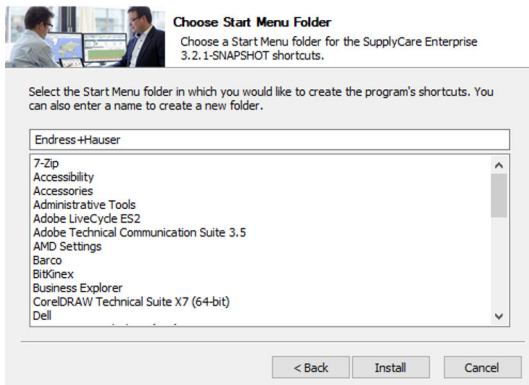 Choose Start Menu Folder
Choose a Start Menu folder for the SupplyCare Enterprise
3.2.1-SNAPSHOT shortcuts.
Select the Start Menu folder in which you would like to create the program's shortcuts. You
can also enter a name to create a new folder.
Endress+Hauser
7-Zip
Accessibility
Accessories
Administrative Tools
Adobe LiveCycle ES2
Adobe Technical Communication Suite 3.5
AMD Settings
Barco
BitKinex
Business Explorer
CorelDRAW Technical Suite X7 (64-bit)
Dell
< Back
Install
Cancel